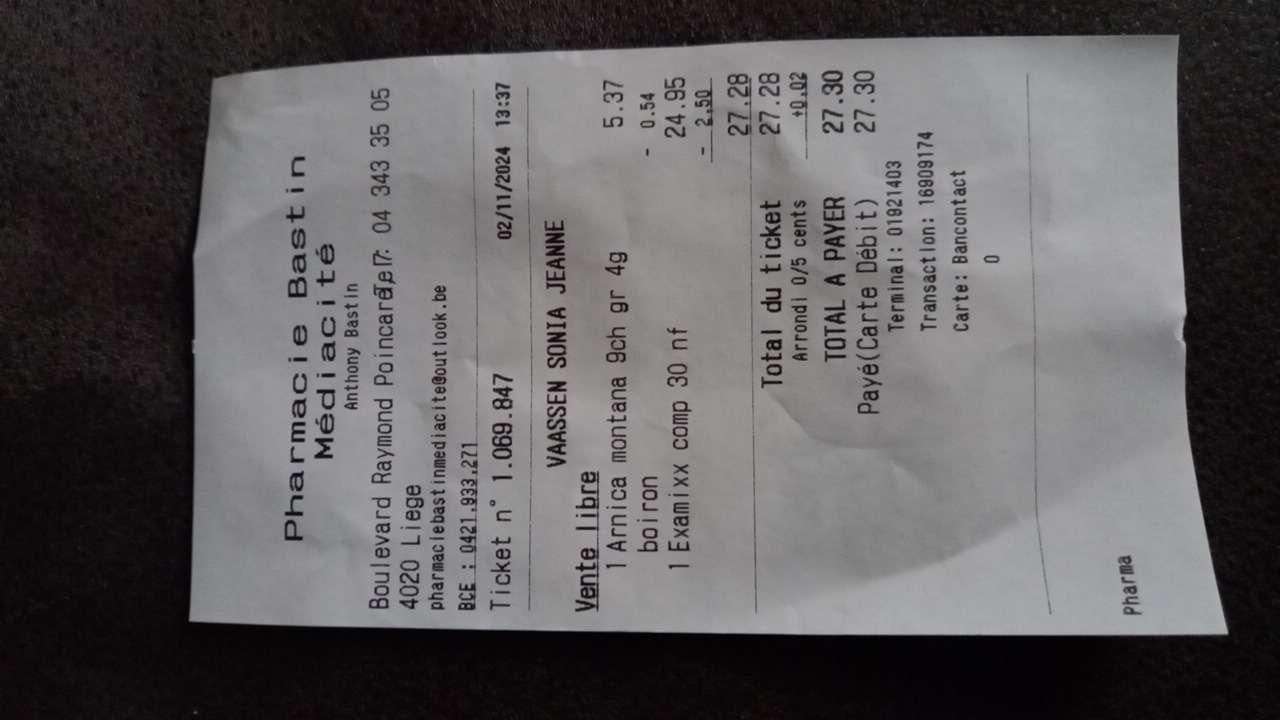 Pharmacie Bastin
Médiacité
Anthony Bastin
Boulevard Raymond Poincaré 7 04 343 35 05
4020 Liege
pharmaciebastinmediacite@outlook.be
BCE : 0421.933.271
Ticket n° 1.069.847 02/11/2024 13:37
VAASSEN SONIA JEANNE
Vente libre
1 Arnica montana 9ch gr 4g 5.37
boiron - 0.54
1 Examixx comp 30 nf 24.95
- 2.50
27.28
Total du ticket 27.28
Arrondi 0/5 cents +0.02
TOTAL A PAYER 27.30
Payé(Carte Débit) 27.30
Terminal: 01921403
Transaction: 16909174
Carte: Bancontact
0
Pharma